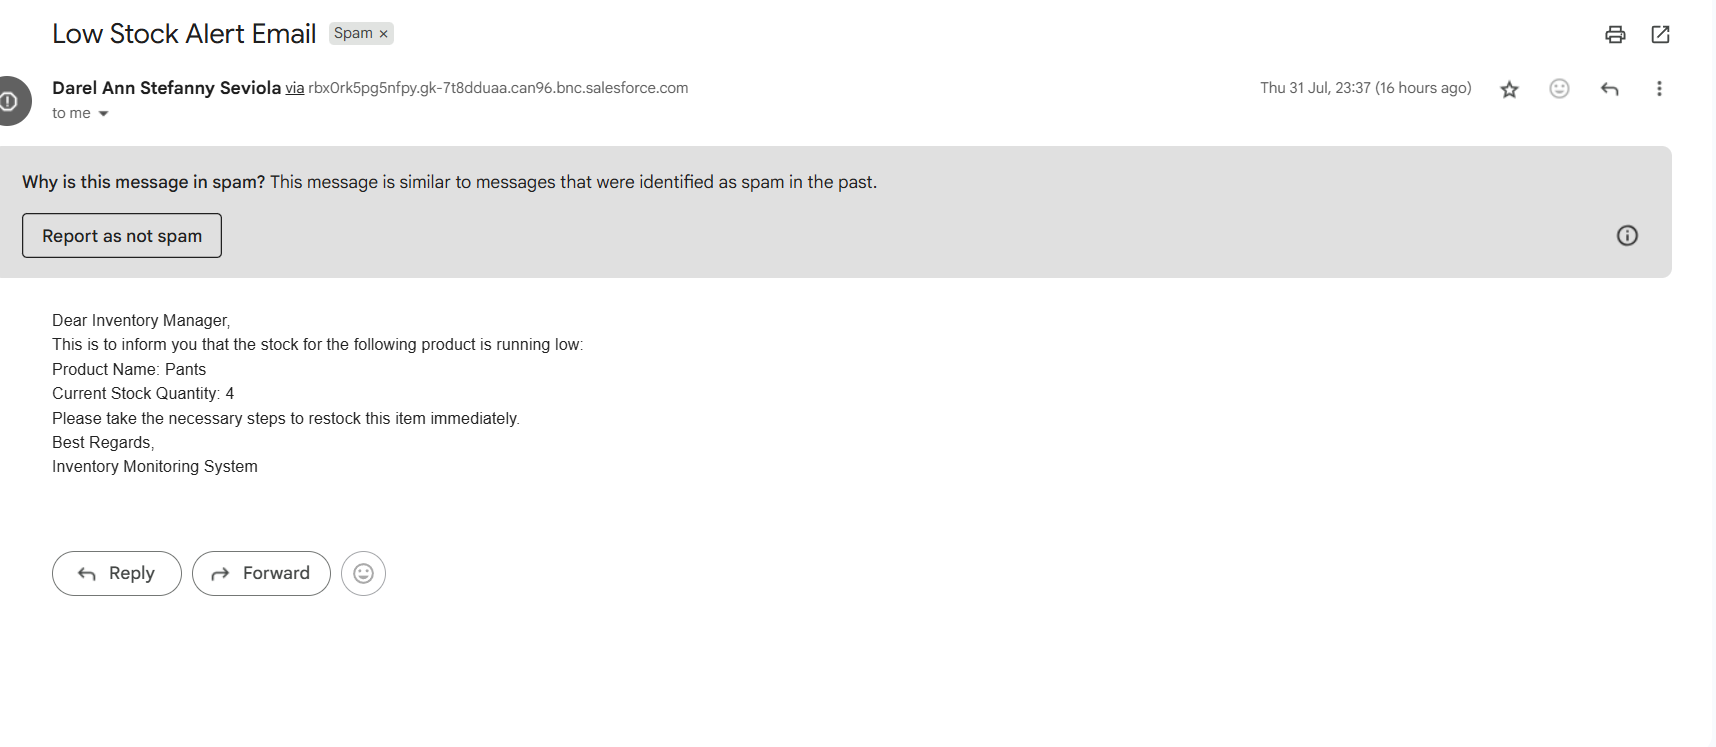 Low Stock Alert Email Spam ×
Darel Ann Stefanny Seviola via rbx0rk5pg5nfpy.gk-7t8dduaa.can96.bnc.salesforce.com Thu 31 Jul, 23:37 (16 hours ago)
to me
Why is this message in spam? This message is similar to messages that were identified as spam in the past.
Report as not spam
Dear Inventory Manager,
This is to inform you that the stock for the following product is running low:
Product Name: Pants
Current Stock Quantity: 4
Please take the necessary steps to restock this item immediately.
Best Regards,
Inventory Monitoring System
Reply Forward